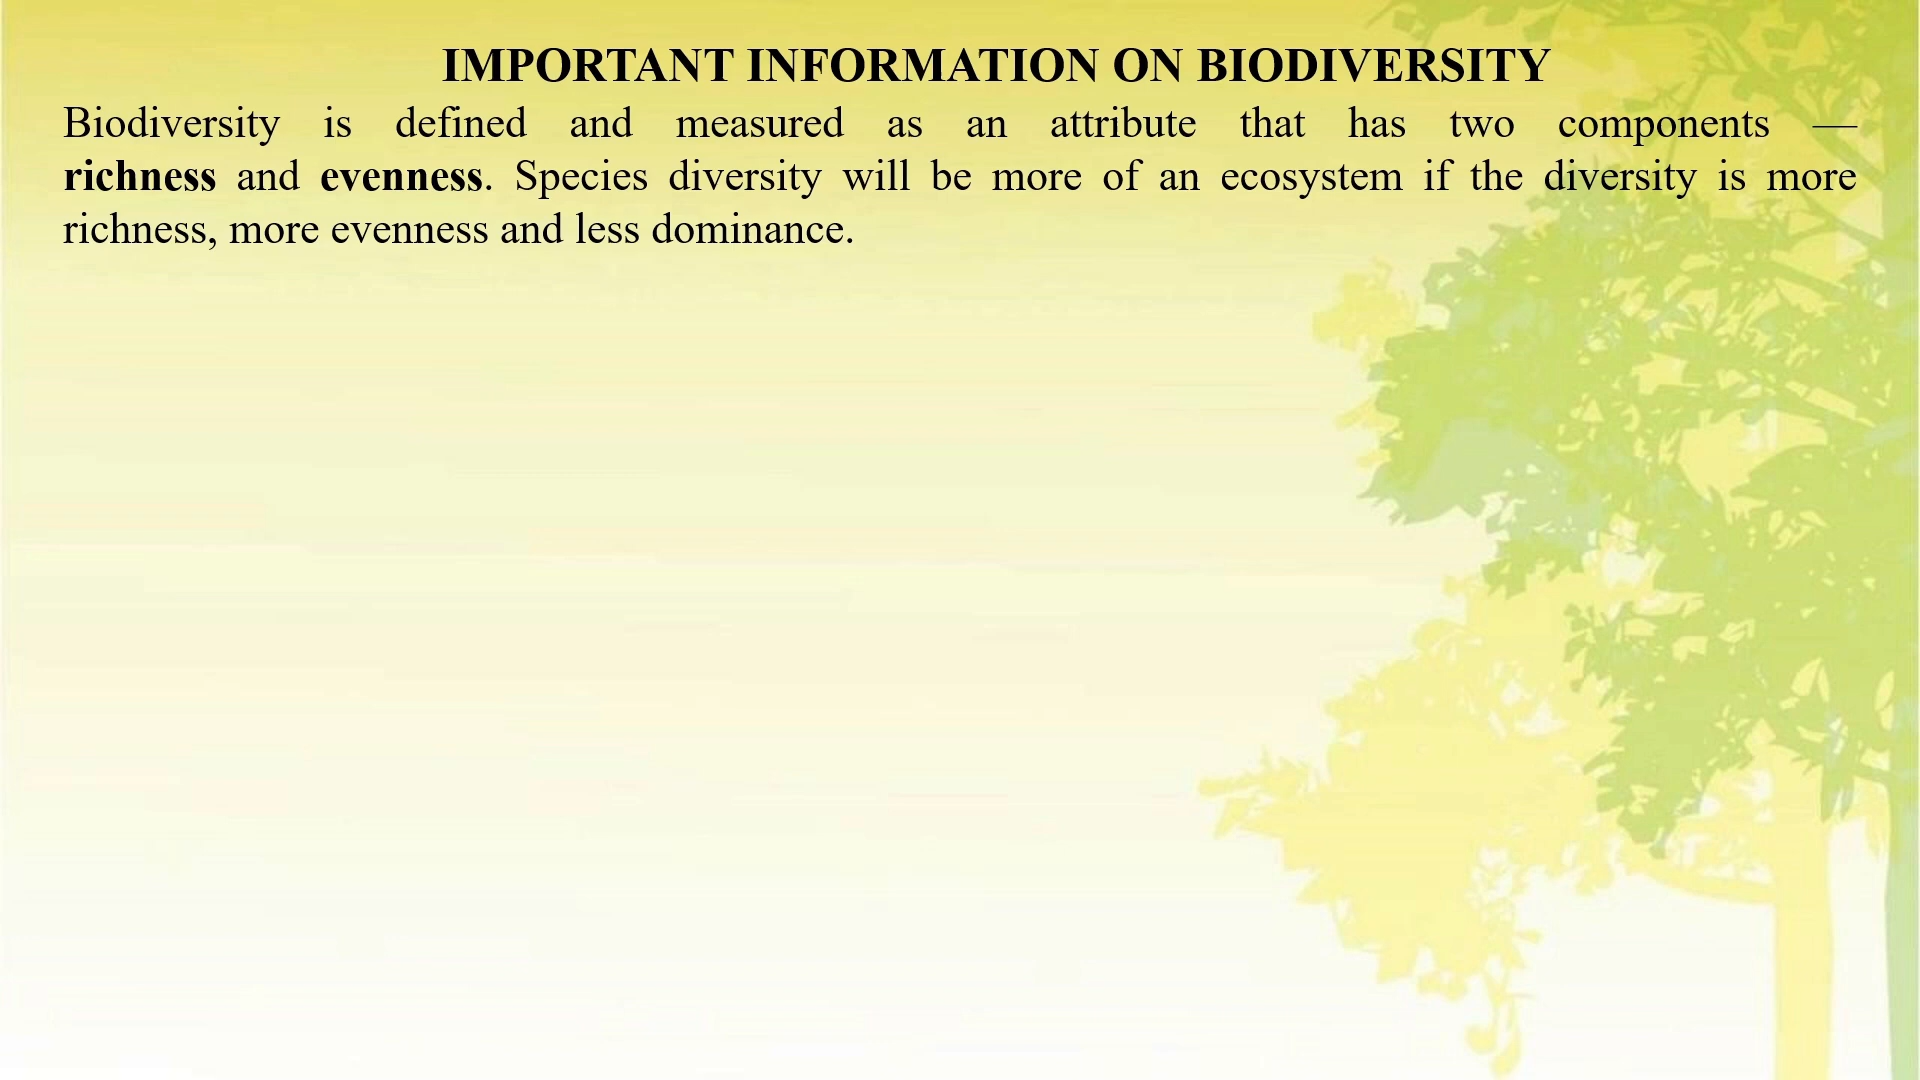 IMPORTANT INFORMATION ON BIODIVERSITY
Biodiversity is defined and measured as an attribute that has two components —
richness and evenness. Species diversity will be more of an ecosystem if the diversity is more
richness, more evenness and less dominance.